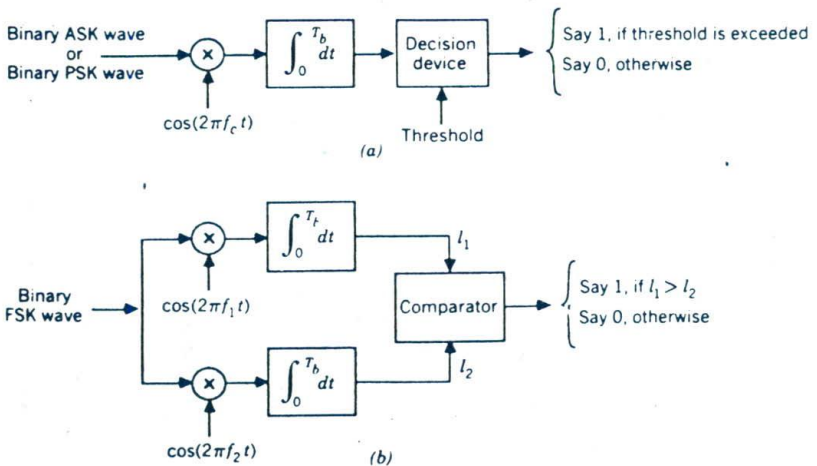 Binary ASK wave
or
Binary PSK wave
×
cos(2πf_c t)
∫_0^{T_b} dt
Decision
device
Threshold
Say 1, if threshold is exceeded
Say 0, otherwise
(a)
Binary
FSK wave
×
cos(2πf_1 t)
∫_0^{T_b} dt
l_1
Comparator
Say 1, if l_1 > l_2
Say 0, otherwise
×
cos(2πf_2 t)
∫_0^{T_b} dt
l_2
(b)